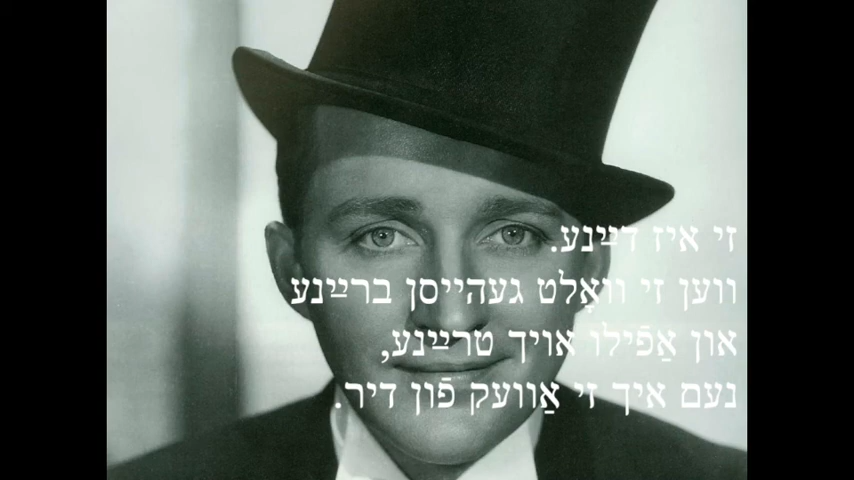 זי איז דײַנע.
ווען זי וואָלט געהייסן ברײַנע
און אַפֿילו אויך טרײַנע,
נעם איך זי אַוועק פֿון דיר.